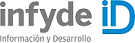 infyde iD
Información y Desarrollo